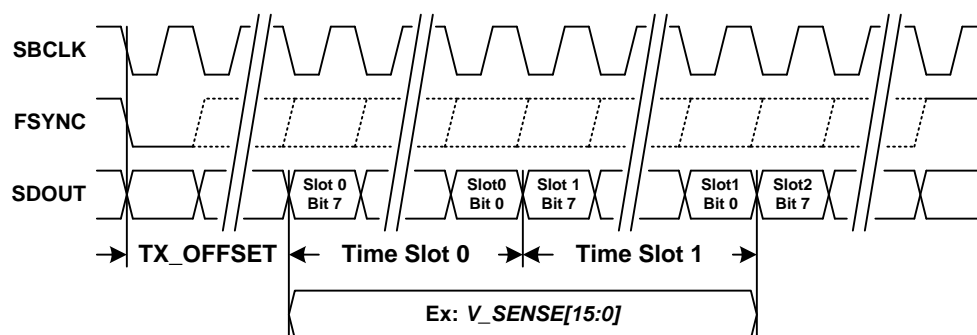 SBCLK
FSYNC
SDOUT
Slot 0
Bit 7
Slot0
Bit 0
Slot 1
Bit 7
Slot1
Bit 0
Slot2
Bit 7
TX_OFFSET
Time Slot 0
Time Slot 1
Ex: V_SENSE[15:0]